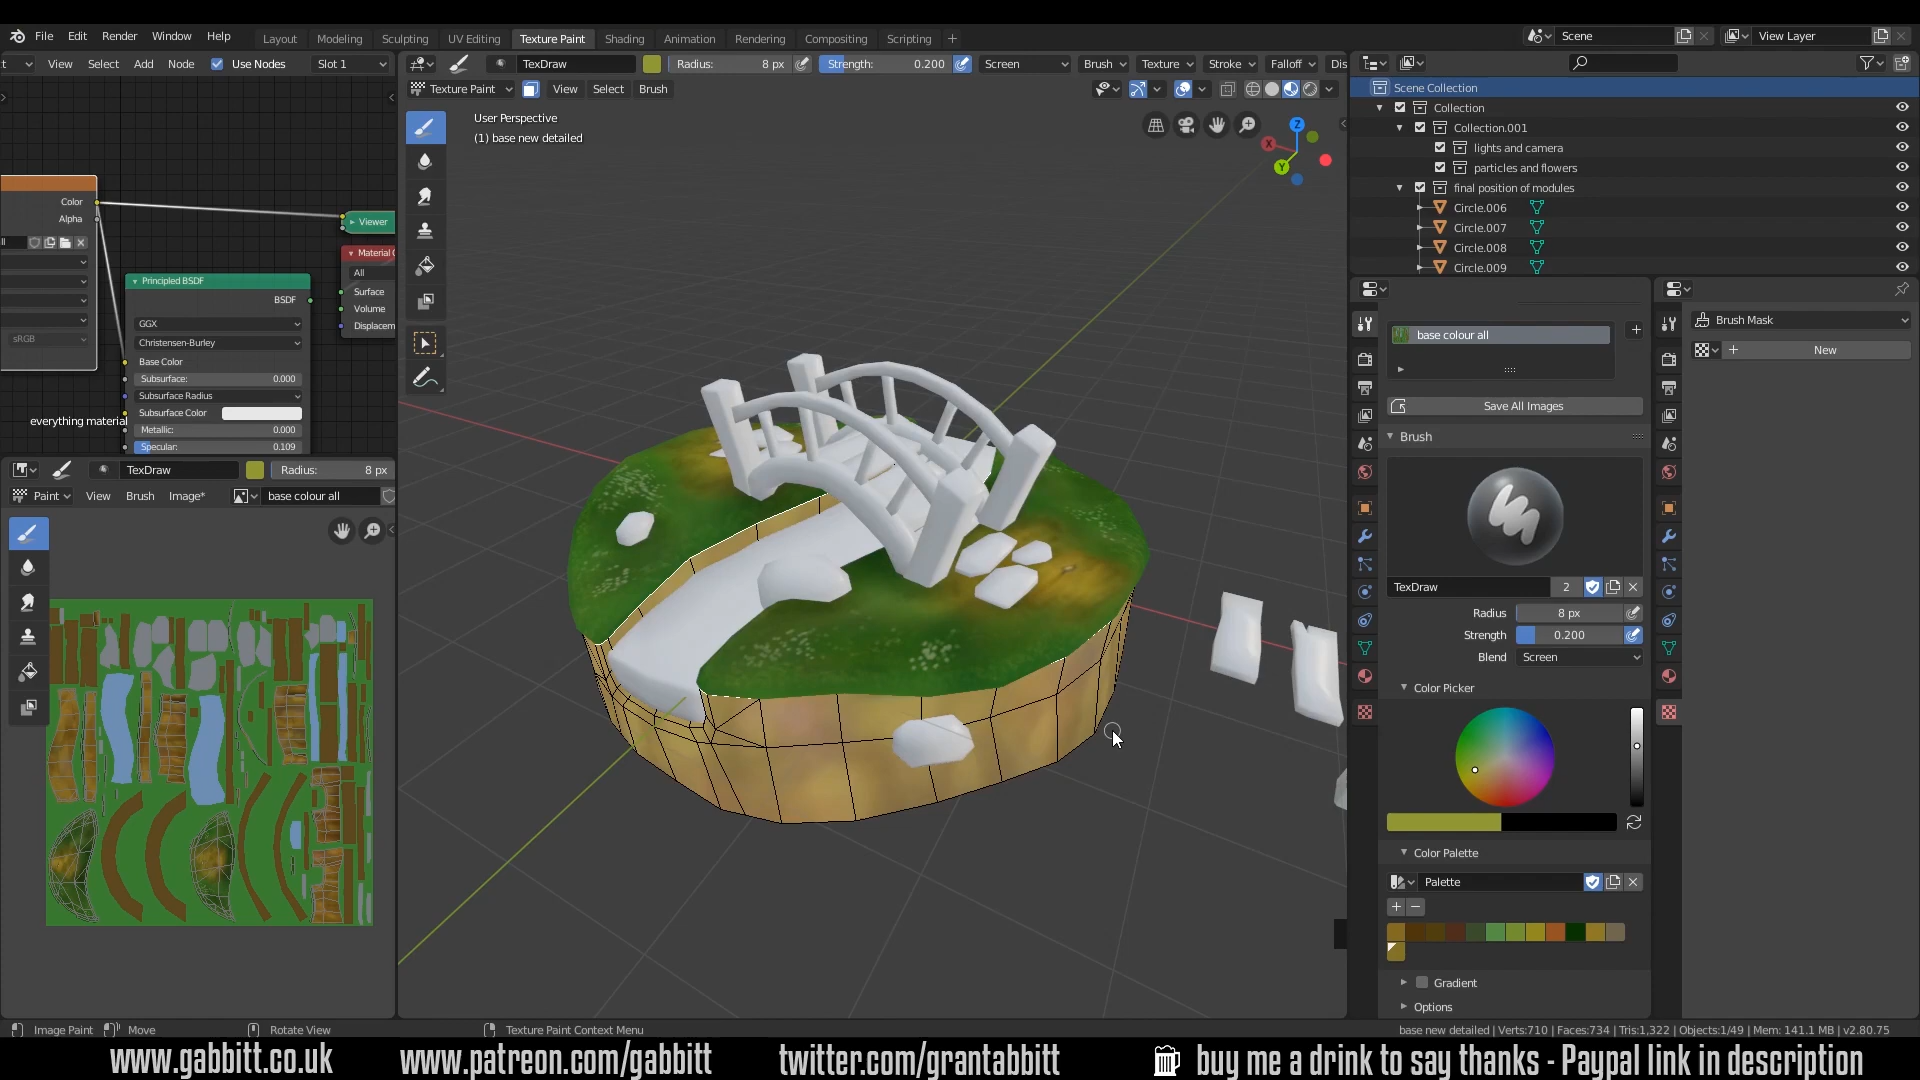 File Edit Render Window Help Layout Modeling Sculpting UV Editing Texture Paint Shading Animation Rendering Compositing Scripting + Scene View Layer
View Select Add Node Use Nodes Slot 1 TexDraw Radius: 8 px Strength: 0.200 Screen Brush Texture Stroke Falloff Dis
Texture Paint View Select Brush
User Perspective
(1) base new detailed
X Y Z
Color
Alpha
sRGB
Viewer
Material
All
Surface
Volume
Displacem
Principled BSDF
BSDF
GGX
Christensen-Burley
Base Color
Subsurface: 0.000
Subsurface Radius
Subsurface Color
Metallic: 0.000
Specular: 0.109
everything material
TexDraw Radius: 8 px
Paint View Brush Image* base colour all
Scene Collection
Collection
Collection.001
lights and camera
particles and flowers
final position of modules
Circle.006
Circle.007
Circle.008
Circle.009
base colour all
Save All Images
Brush
TexDraw 2
Radius 8 px
Strength 0.200
Blend Screen
Color Picker
Color Palette
Palette
Gradient
Options
Brush Mask
New
Image Paint Move Rotate View Texture Paint Context Menu
base new detailed | Verts:710 | Faces:734 | Tris:1,322 | Objects:1/49 | Mem: 141.1 MB | v2.80.75
www.gabbitt.co.uk www.patreon.com/gabbitt twitter.com/grantabbitt buy me a drink to say thanks - Paypal link in description